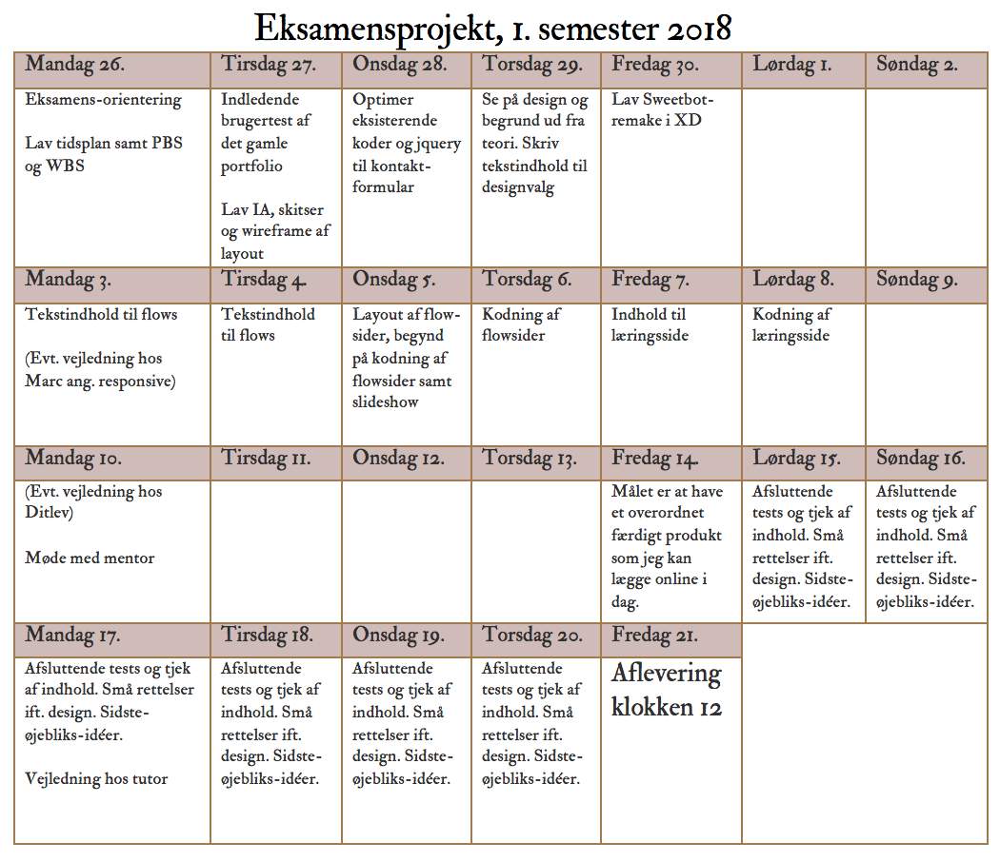 Eksamensprojekt, 1. semester 2018
Mandag 26.
Tirsdag 27.
Onsdag 28.
Torsdag 29.
Fredag 30.
Lørdag 1.
Søndag 2.
Eksamens-orientering
Lav tidsplan samt PBS
og WBS
Indledende
brugertest af
det gamle
portfolio
Lav IA, skitser
og wireframe af
layout
Optimer
eksisterende
koder og jquery
til kontakt-
formular
Se på design og
begrund ud fra
teori. Skriv
tekstindhold til
designvalg
Lav Sweetbot-
remake i XD
Mandag 3.
Tirsdag 4.
Onsdag 5.
Torsdag 6.
Fredag 7.
Lørdag 8.
Søndag 9.
Tekstindhold til flows
(Evt. vejledning hos
Marc ang. responsive)
Tekstindhold
til flows
Layout af flow-
sider, begynd
på kodning af
flowsider samt
slideshow
Kodning af
flowsider
Indhold til
læringsside
Kodning af
læringsside
Mandag 10.
Tirsdag 11.
Onsdag 12.
Torsdag 13.
Fredag 14.
Lørdag 15.
Søndag 16.
(Evt. vejledning hos
Ditlev)
Møde med mentor
Målet er at have
et overordnet
færdigt produkt
som jeg kan
lægge online i
dag.
Afsluttende
tests og tjek af
indhold. Små
rettelser ift.
design. Sidste-
øjebliks-idéer.
Afsluttende
tests og tjek af
indhold. Små
rettelser ift.
design. Sidste-
øjebliks-idéer.
Mandag 17.
Tirsdag 18.
Onsdag 19.
Torsdag 20.
Fredag 21.
Afsluttende tests og tjek
af indhold. Små rettelser
ift. design. Sidste-
øjebliks-idéer.
Vejledning hos tutor
Afsluttende
tests og tjek af
indhold. Små
rettelser ift.
design. Sidste-
øjebliks-idéer.
Afsluttende
tests og tjek af
indhold. Små
rettelser ift.
design. Sidste-
øjebliks-idéer.
Afsluttende
tests og tjek af
indhold. Små
rettelser ift.
design. Sidste-
øjebliks-idéer.
Aflevering
klokken 12